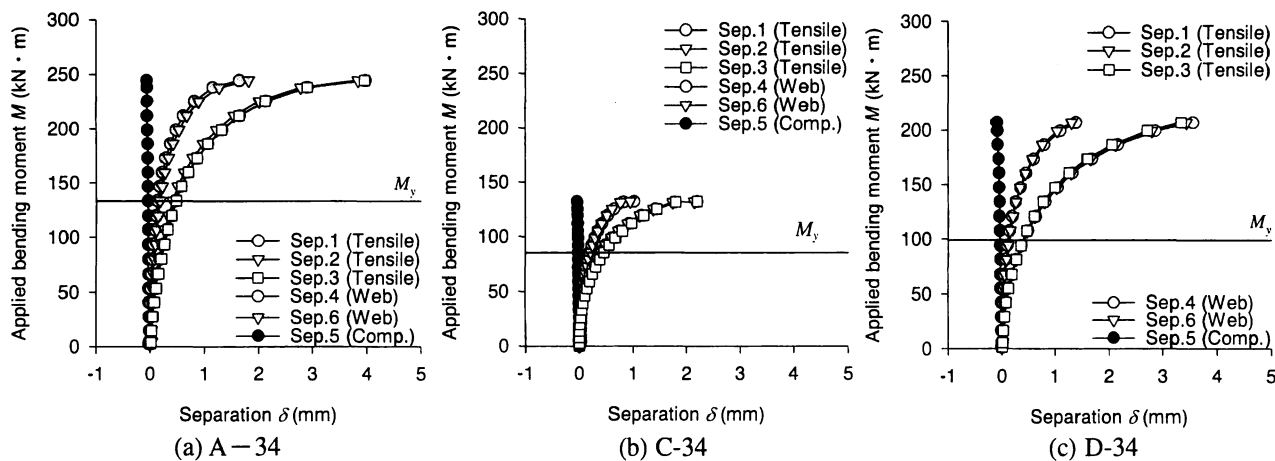 Applied bending moment M (kN・m)
300
250
200
150
100
50
0
M_y
Sep.1 (Tensile)
Sep.2 (Tensile)
Sep.3 (Tensile)
Sep.4 (Web)
Sep.6 (Web)
Sep.5 (Comp.)
-1 0 1 2 3 4 5
Separation δ (mm)
(a) A－34
Applied bending moment M (kN・m)
300
250
200
150
100
50
0
Sep.1 (Tensile)
Sep.2 (Tensile)
Sep.3 (Tensile)
Sep.4 (Web)
Sep.6 (Web)
Sep.5 (Comp.)
M_y
-1 0 1 2 3 4 5
Separation δ (mm)
(b) C-34
Applied bending moment M (kN・m)
300
250
200
150
100
50
0
Sep.1 (Tensile)
Sep.2 (Tensile)
Sep.3 (Tensile)
M_y
Sep.4 (Web)
Sep.6 (Web)
Sep.5 (Comp.)
-1 0 1 2 3 4 5
Separation δ (mm)
(c) D-34